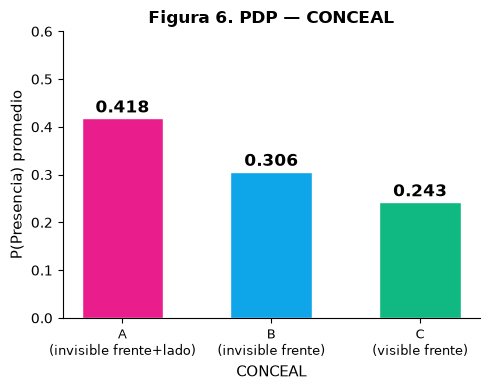 Figura 6. PDP — CONCEAL
P(Presencia) promedio
0.6
0.5
0.4
0.3
0.2
0.1
0.0
0.418
0.306
0.243
A
(invisible frente+lado)
B
(invisible frente)
C
(visible frente)
CONCEAL